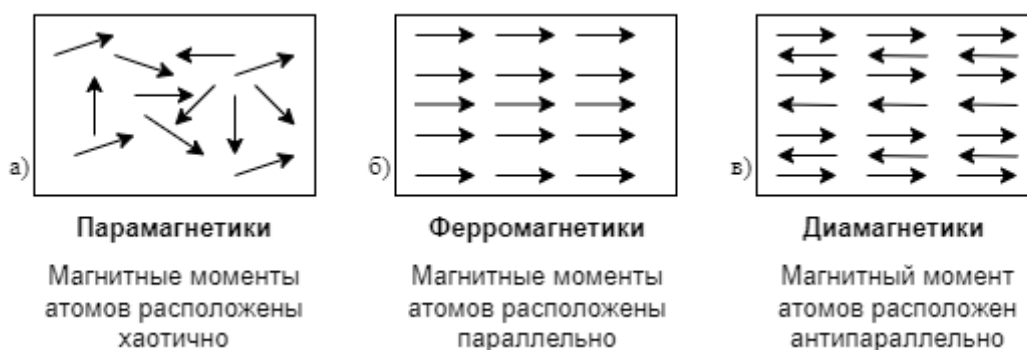 а)
б)
в)
Парамагнетики
Магнитные моменты
атомов расположены
хаотично
Ферромагнетики
Магнитные моменты
атомов расположены
параллельно
Диамагнетики
Магнитный момент
атомов расположен
антипараллельно